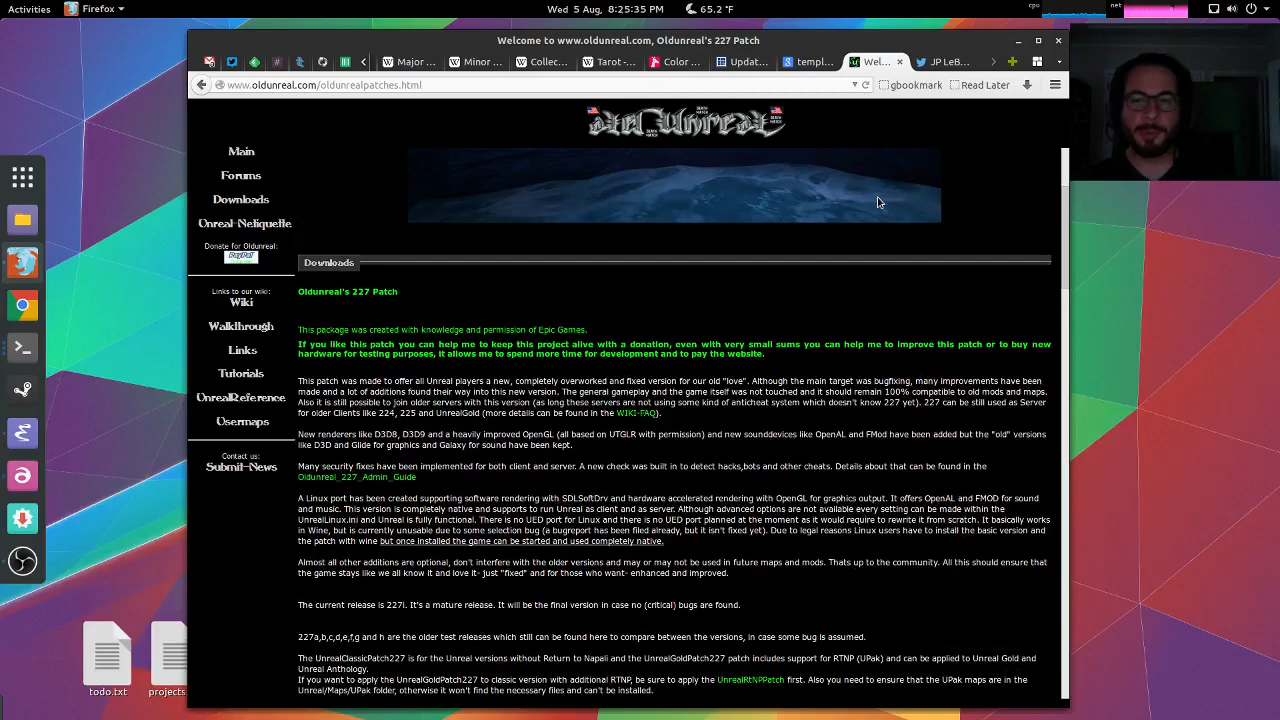 Activities Firefox Wed 5 Aug, 8:25:35 PM 65.2 °F cpu net
Welcome to www.oldunreal.com, Oldunreal's 227 Patch
Major ... Minor ... Collec... Tarot -... Color ... Updat... templ... Wel... JP LeB...
www.oldunreal.com/oldunrealpatches.html gbookmark Read Later
old Unreal
Main
Forums
Downloads
Unreal-Netiquette
Donate for Oldunreal:
PayPal
Links to our wiki:
Wiki
Walkthrough
Links
Tutorials
UnrealReference
Usermaps
Contact us:
Submit-News
Downloads
Oldunreal's 227 Patch
This package was created with knowledge and permission of Epic Games.
If you like this patch you can help me to keep this project alive with a donation, even with very small sums you can help me to improve this patch or to buy new
hardware for testing purposes, it allows me to spend more time for development and to pay the website.
This patch was made to offer all Unreal players a new, completely overworked and fixed version for our old "love". Although the main target was bugfixing, many improvements have been
made and a lot of additions found their way into this new version. The general gameplay and the game itself was not touched and it should remain 100% compatible to old mods and maps.
Also it is still possible to join older servers with this version (as long these servers are not using some kind of anticheat system which doesn't know 227 yet). 227 can be still used as Server
for older Clients like 224, 225 and UnrealGold (more details can be found in the WIKI-FAQ).
New renderers like D3D8, D3D9 and a heavily improved OpenGL (all based on UTGLR with permission) and new sounddevices like OpenAL and FMod have been added but the "old" versions
like D3D and Glide for graphics and Galaxy for sound have been kept.
Many security fixes have been implemented for both client and server. A new check was built in to detect hacks,bots and other cheats. Details about that can be found in the
Oldunreal_227_Admin_Guide
A Linux port has been created supporting software rendering with SDLSoftDrv and hardware accelerated rendering with OpenGL for graphics output. It offers OpenAL and FMOD for sound
and music. This version is completely native and supports to run Unreal as client and as server. Although advanced options are not available every setting can be made within the
UnrealLinux.ini and Unreal is fully functional. There is no UED port for Linux and there is no UED port planned at the moment as it would require to rewrite it from scratch. It basically works
in Wine, but is currently unusable due to some selection bug (a bugreport has been filed already, but it isn't fixed yet). Due to legal reasons Linux users have to install the basic version and
the patch with wine but once installed the game can be started and used completely native.
Almost all other additions are optional, don't interfere with the older versions and may or may not be used in future maps and mods. Thats up to the community. All this should ensure that
the game stays like we all know it and love it- just "fixed" and for those who want- enhanced and improved.
The current release is 227i. It's a mature release. It will be the final version in case no (critical) bugs are found.
227a,b,c,d,e,f,g and h are the older test releases which still can be found here to compare between the versions, in case some bug is assumed.
The UnrealClassicPatch227 is for the Unreal versions without Return to Napali and the UnrealGoldPatch227 patch includes support for RTNP (UPak) and can be applied to Unreal Gold and
Unreal Anthology.
If you want to apply the UnrealGoldPatch227 to classic version with additional RTNP, be sure to apply the UnrealRtNPPatch first. Also you need to ensure that the UPak maps are in the
Unreal/Maps/UPak folder, otherwise it won't find the necessary files and can't be installed.
todo.txt projects.